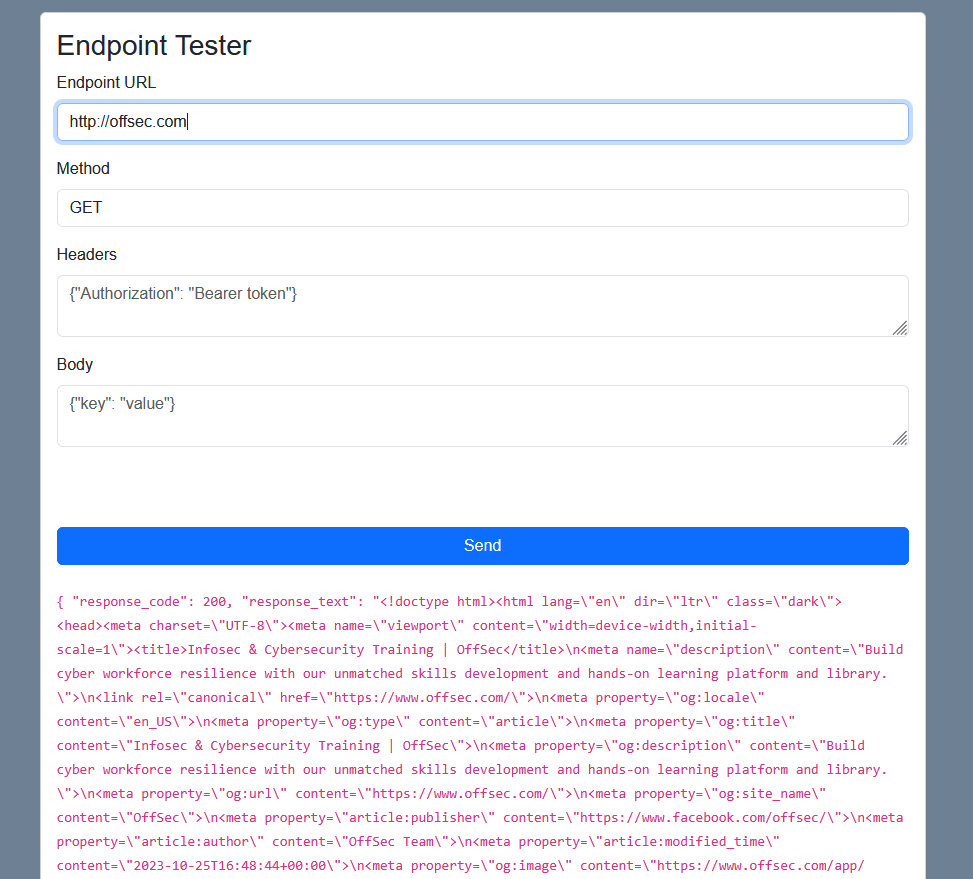 Endpoint Tester
Endpoint URL
http://offsec.com
Method
GET
Headers
{"Authorization": "Bearer token"}
Body
{"key": "value"}
Send
{ "response_code": 200, "response_text": "<!doctype html><html lang=\"en\" dir=\"ltr\" class=\"dark\">
<head><meta charset=\"UTF-8\"><meta name=\"viewport\" content=\"width=device-width,initial-
scale=1\"><title>Infosec & Cybersecurity Training | OffSec</title>\n<meta name=\"description\" content=\"Build
cyber workforce resilience with our unmatched skills development and hands-on learning platform and library.
\">\n<link rel=\"canonical\" href=\"https://www.offsec.com/\">\n<meta property=\"og:locale\"
content=\"en_US\">\n<meta property=\"og:type\" content=\"article\">\n<meta property=\"og:title\"
content=\"Infosec & Cybersecurity Training | OffSec\">\n<meta property=\"og:description\" content=\"Build
cyber workforce resilience with our unmatched skills development and hands-on learning platform and library.
\">\n<meta property=\"og:url\" content=\"https://www.offsec.com/\">\n<meta property=\"og:site_name\"
content=\"OffSec\">\n<meta property=\"article:publisher\" content=\"https://www.facebook.com/offsec/\">\n<meta
property=\"article:author\" content=\"OffSec Team\">\n<meta property=\"article:modified_time\"
content=\"2023-10-25T16:48:44+00:00\">\n<meta property=\"og:image\" content=\"https://www.offsec.com/app/